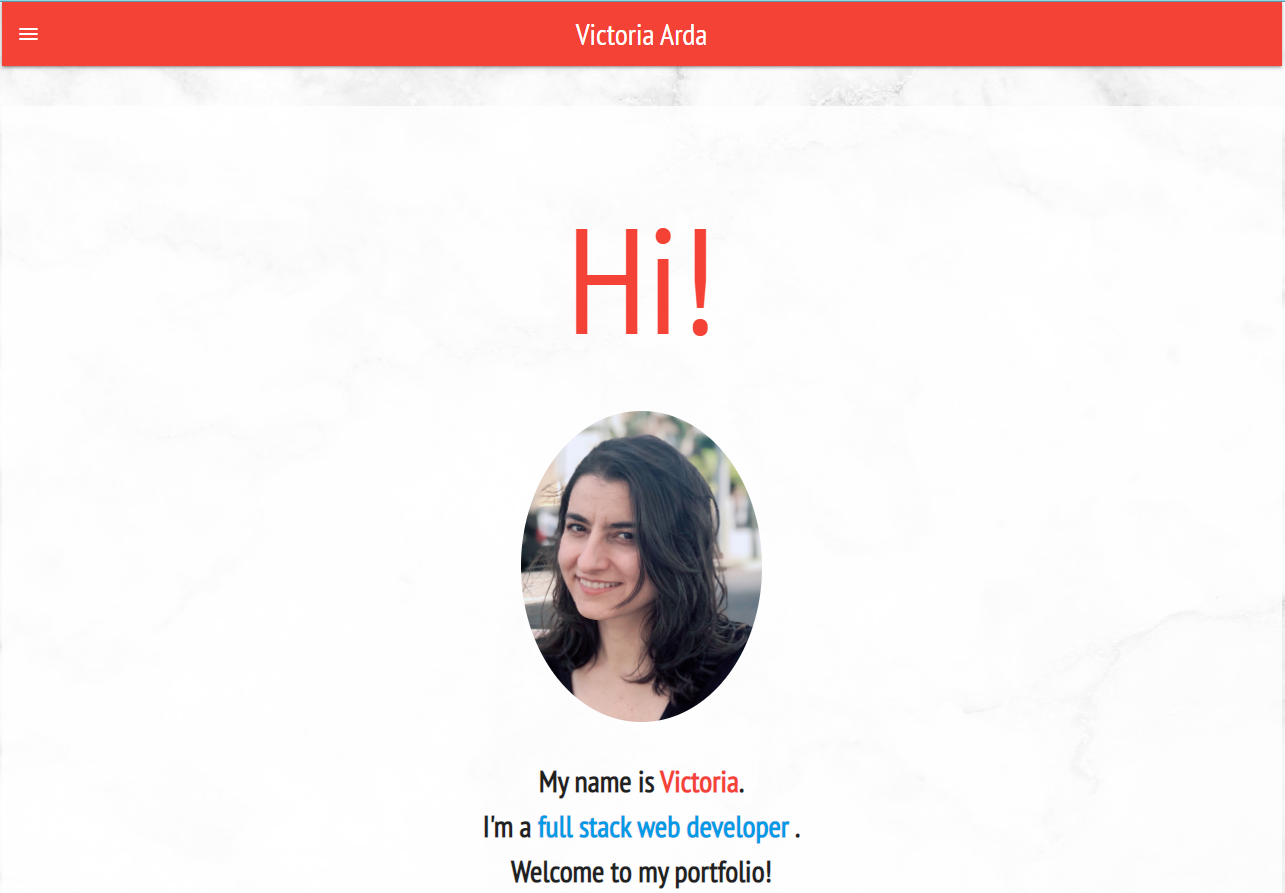 Victoria Arda
Hi!
My name is Victoria.
I'm a full stack web developer .
Welcome to my portfolio!